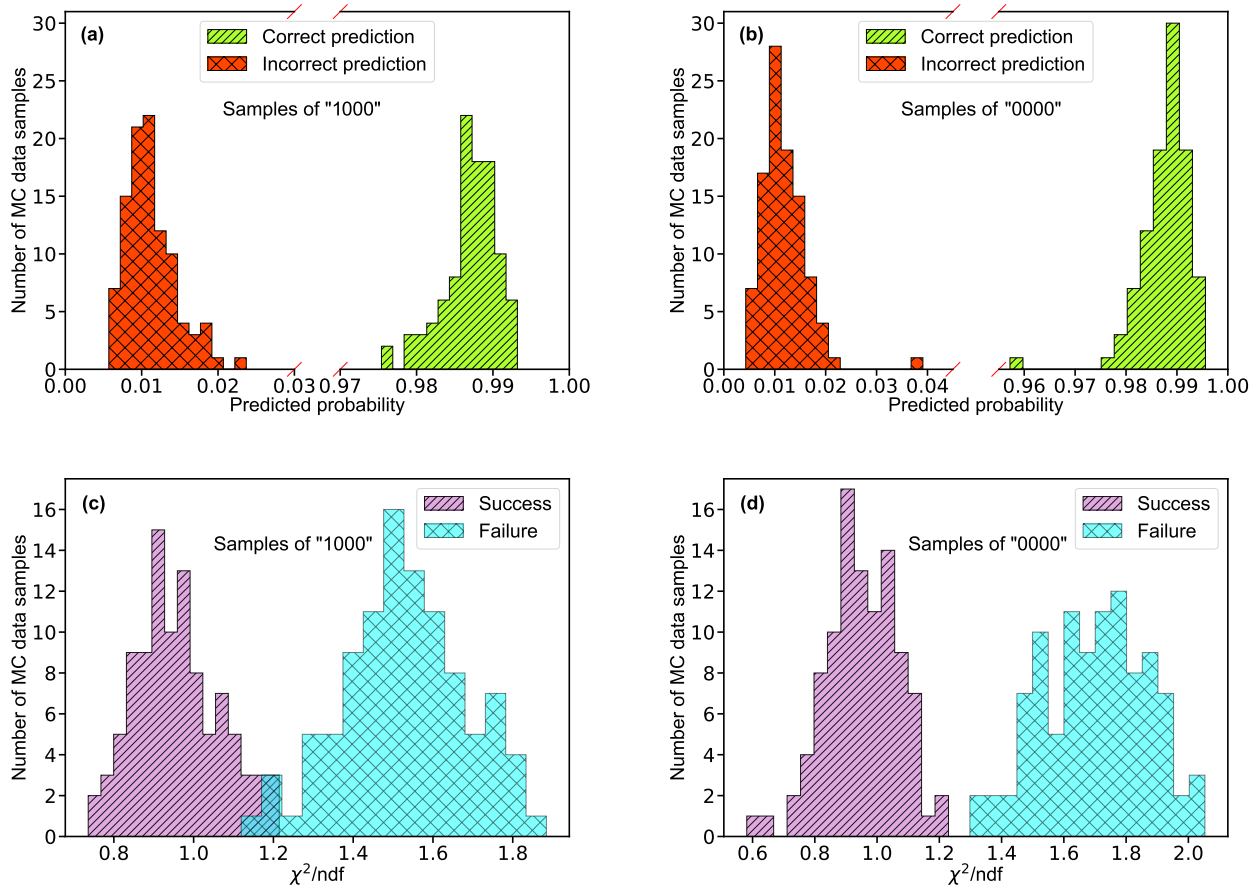 (a)
Correct prediction
Incorrect prediction
Samples of "1000"
Number of MC data samples
30
25
20
15
10
5
0
0.00 0.01 0.02 0.03 0.97 0.98 0.99 1.00
Predicted probability
(b)
Correct prediction
Incorrect prediction
Samples of "0000"
Number of MC data samples
30
25
20
15
10
5
0
0.00 0.01 0.02 0.03 0.04 0.96 0.97 0.98 0.99 1.00
Predicted probability
(c)
Success
Failure
Samples of "1000"
Number of MC data samples
16
14
12
10
8
6
4
2
0
0.8 1.0 1.2 1.4 1.6 1.8
χ²/ndf
(d)
Success
Failure
Samples of "0000"
Number of MC data samples
16
14
12
10
8
6
4
2
0
0.6 0.8 1.0 1.2 1.4 1.6 1.8 2.0
χ²/ndf